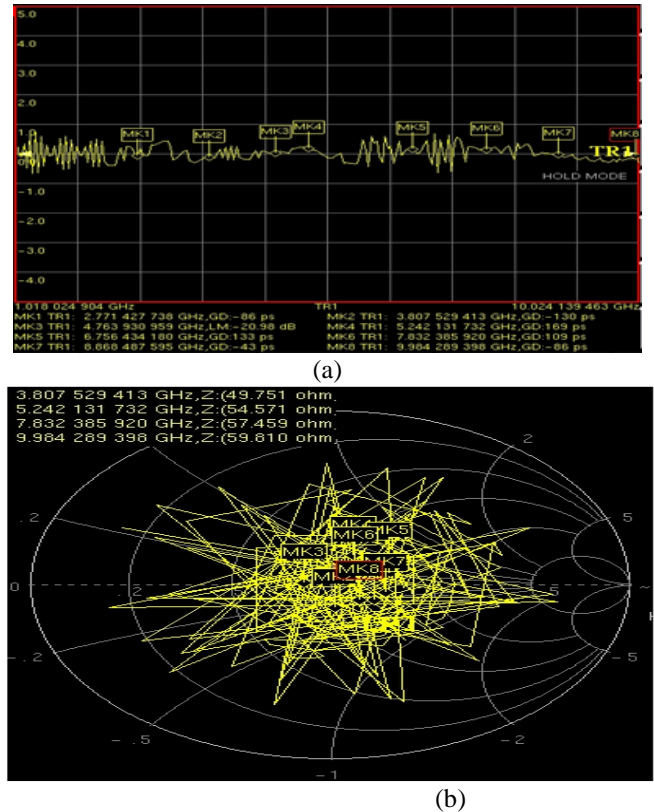 5.0
4.0
3.0
2.0
1.0
MK1 MK2 MK3 MK4 MK5 MK6 MK7 MK8
0.0 TR1
HOLD MODE
-1.0
-2.0
-3.0
-4.0
1.018 024 904 GHz TR1 10.024 139 463 GHz
MK1 TR1: 2.771 427 738 GHz,GD:-86 ps MK2 TR1: 3.807 529 413 GHz,GD:-130 ps
MK3 TR1: 4.763 930 959 GHz,LM:-20.98 dB MK4 TR1: 5.242 131 732 GHz,GD:169 ps
MK5 TR1: 6.756 434 180 GHz,GD:133 ps MK6 TR1: 7.832 385 920 GHz,GD:109 ps
MK7 TR1: 8.868 487 595 GHz,GD:-43 ps MK8 TR1: 9.984 289 398 GHz,GD:-86 ps
(a)
3.807 529 413 GHz,Z:(49.751 ohm,
5.242 131 732 GHz,Z:(54.571 ohm,
7.832 385 920 GHz,Z:(57.459 ohm,
9.984 289 398 GHz,Z:(59.810 ohm,
2
.2 5
MK5
MK6
MK3
MK7
MK8
0 .2 5
-.2 -5
-.5 -2
-1
(b)